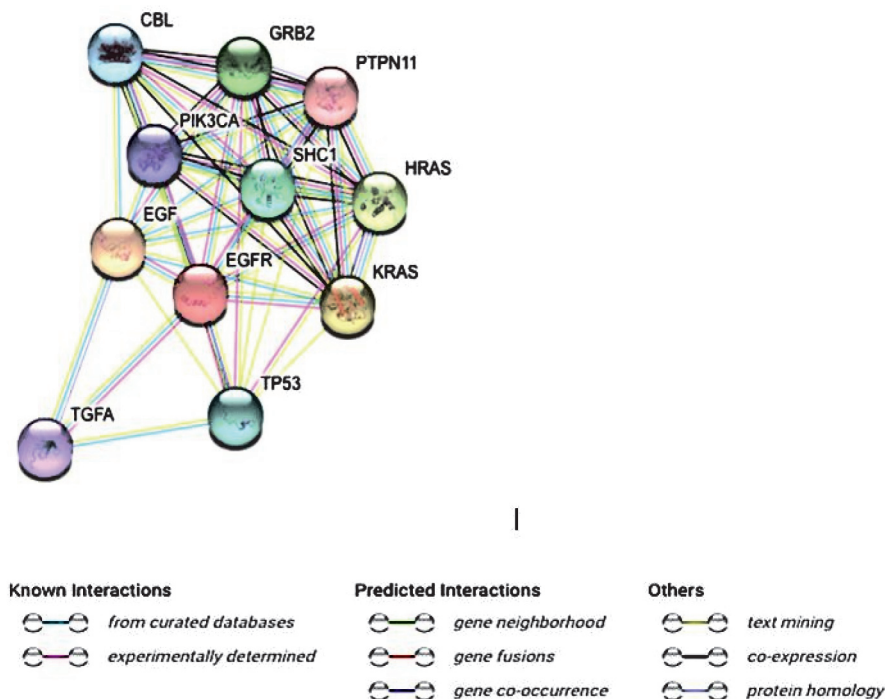 CBL
GRB2
PTPN11
PIK3CA
SHC1
HRAS
EGF
EGFR
KRAS
TP53
TGFA
Known Interactions
from curated databases
experimentally determined
Predicted Interactions
gene neighborhood
gene fusions
gene co-occurrence
Others
text mining
co-expression
protein homology